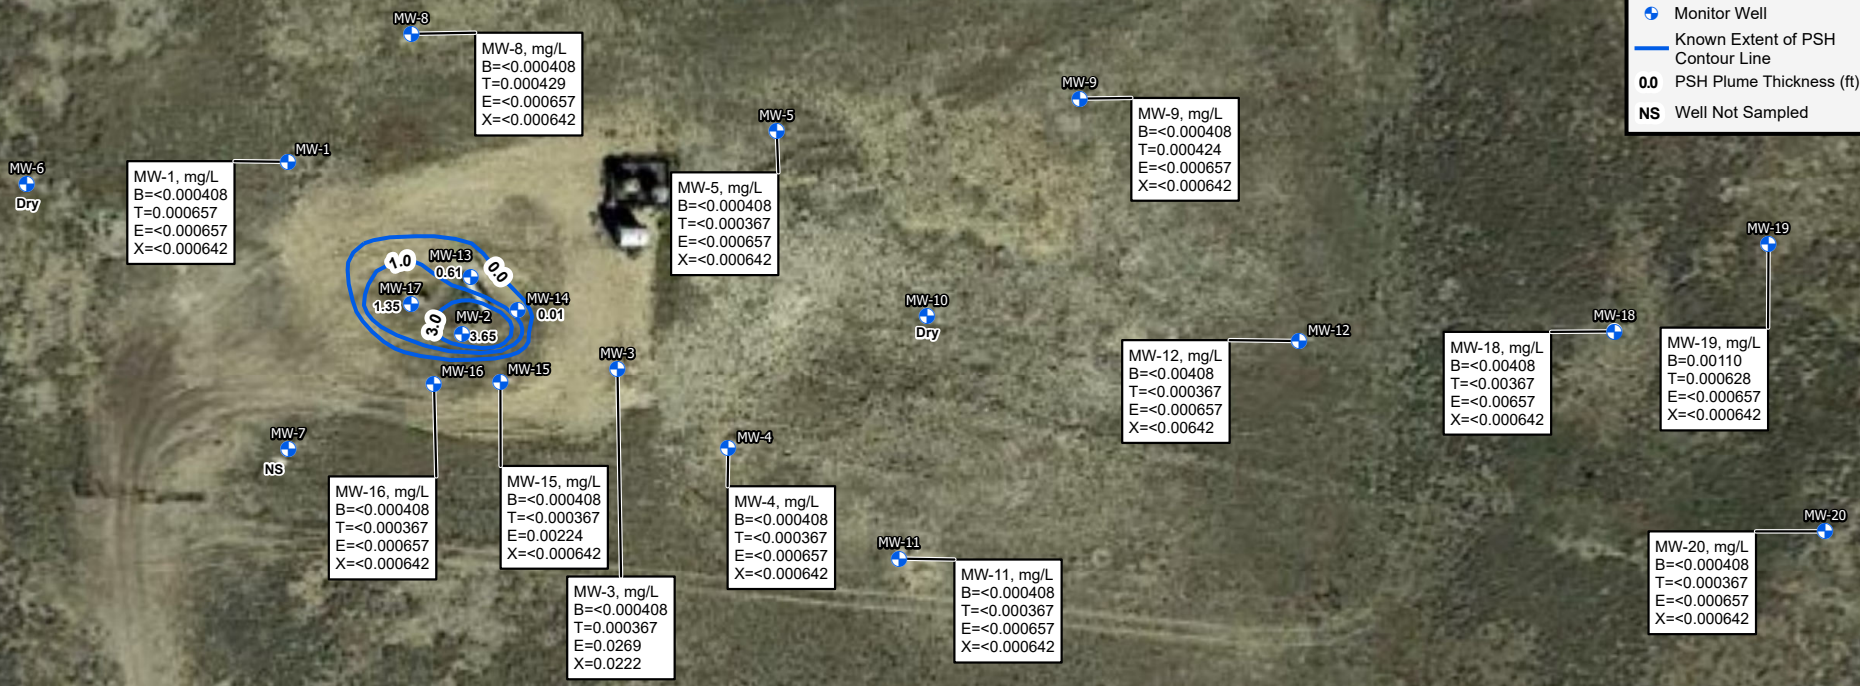 Monitor Well
Known Extent of PSH
Contour Line
0.0 PSH Plume Thickness (ft)
NS Well Not Sampled
MW-8
MW-8, mg/L
B=<0.000408
T=0.000429
E=<0.000657
X=<0.000642
MW-9
MW-9, mg/L
B=<0.000408
T=0.000424
E=<0.000657
X=<0.000642
MW-5
MW-5, mg/L
B=<0.000408
T=<0.000367
E=<0.000657
X=<0.000642
MW-1
MW-1, mg/L
B=<0.000408
T=0.000657
E=<0.000657
X=<0.000642
MW-6
Dry
MW-13
0.61
1.0
0.0
MW-17
1.35
MW-14
0.01
MW-2
3.65
3.0
MW-10
Dry
MW-12
MW-12, mg/L
B=<0.00408
T=<0.000367
E=<0.000657
X=<0.00642
MW-18
MW-18, mg/L
B=<0.00408
T=<0.00367
E=<0.00657
X=<0.000642
MW-19
MW-19, mg/L
B=0.00110
T=0.000628
E=<0.000657
X=<0.000642
MW-16
MW-16, mg/L
B=<0.000408
T=<0.000367
E=<0.000657
X=<0.000642
MW-15
MW-15, mg/L
B=<0.000408
T=<0.000367
E=0.00224
X=<0.000642
MW-3
MW-3, mg/L
B=<0.000408
T=0.000367
E=0.0269
X=0.0222
MW-7
NS
MW-4
MW-4, mg/L
B=<0.000408
T=<0.000367
E=<0.000657
X=<0.000642
MW-11
MW-11, mg/L
B=<0.000408
T=<0.000367
E=<0.000657
X=<0.000642
MW-20
MW-20, mg/L
B=<0.000408
T=<0.000367
E=<0.000657
X=<0.000642